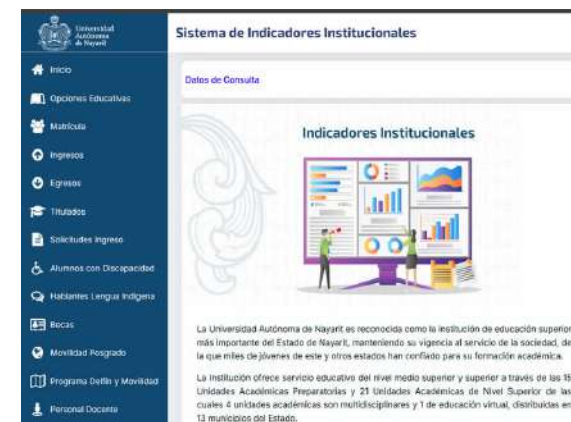 Universidad
Autónoma
de Nayarit
Sistema de Indicadores Institucionales
Inicio
Opciones Educativas
Matrícula
Ingresos
Egresos
Titulados
Solicitudes Ingreso
Alumnos con Discapacidad
Hablantes Lengua Indígena
Becas
Movilidad Posgrado
Programa Delfín y Movilidad
Personal Docente
Datos de Consulta
Indicadores Institucionales
La Universidad Autónoma de Nayarit es reconocida como la institución de educación superior
más importante del Estado de Nayarit, manteniendo su vigencia al servicio de la sociedad, de
la que miles de jóvenes de este y otros estados han confiado para su formación académica.
La Institución ofrece servicio educativo del nivel medio superior y superior a través de las 15
Unidades Académicas Preparatorias y 21 Unidades Académicas de Nivel Superior de las
cuales 4 unidades académicas son multidisciplinares y 1 de educación virtual, distribuidas en
13 municipios del Estado.